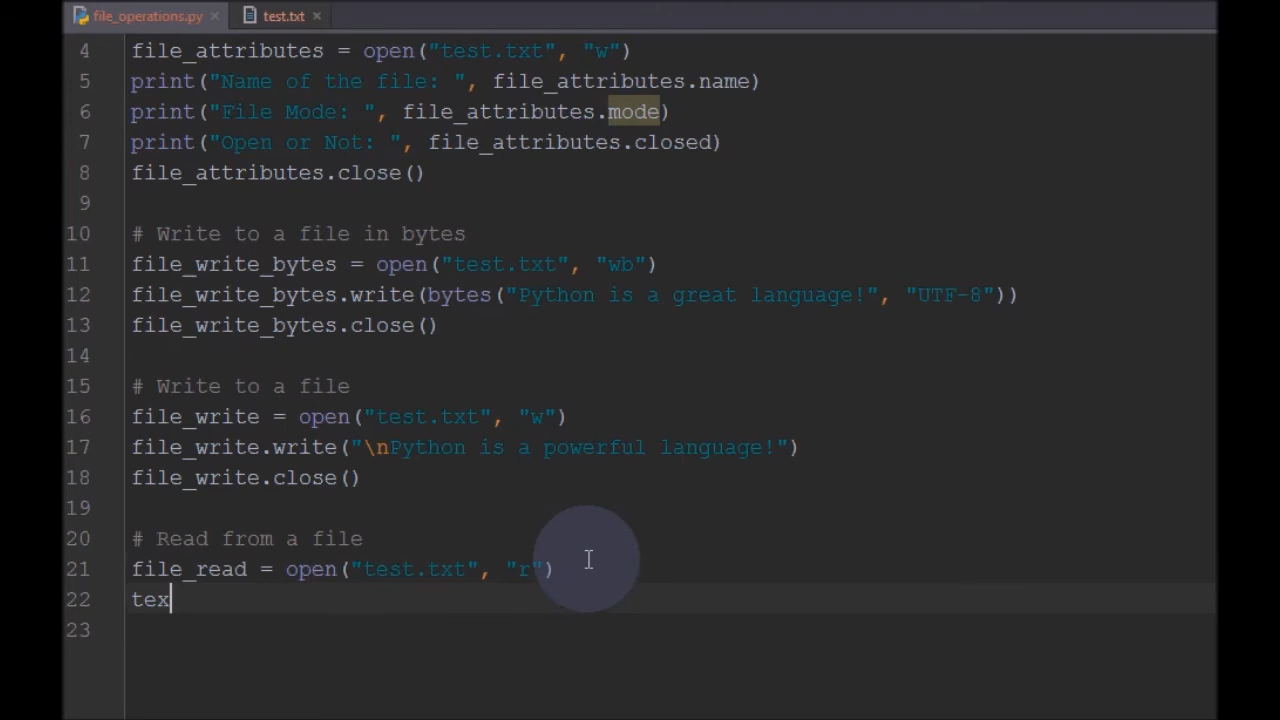 file_operations.py test.txt
4 file_attributes = open("test.txt", "w")
5 print("Name of the file: ", file_attributes.name)
6 print("File Mode: ", file_attributes.mode)
7 print("Open or Not: ", file_attributes.closed)
8 file_attributes.close()
9
10 # Write to a file in bytes
11 file_write_bytes = open("test.txt", "wb")
12 file_write_bytes.write(bytes("Python is a great language!", "UTF-8"))
13 file_write_bytes.close()
14
15 # Write to a file
16 file_write = open("test.txt", "w")
17 file_write.write("\nPython is a powerful language!")
18 file_write.close()
19
20 # Read from a file
21 file_read = open("test.txt", "r")
22 tex
23